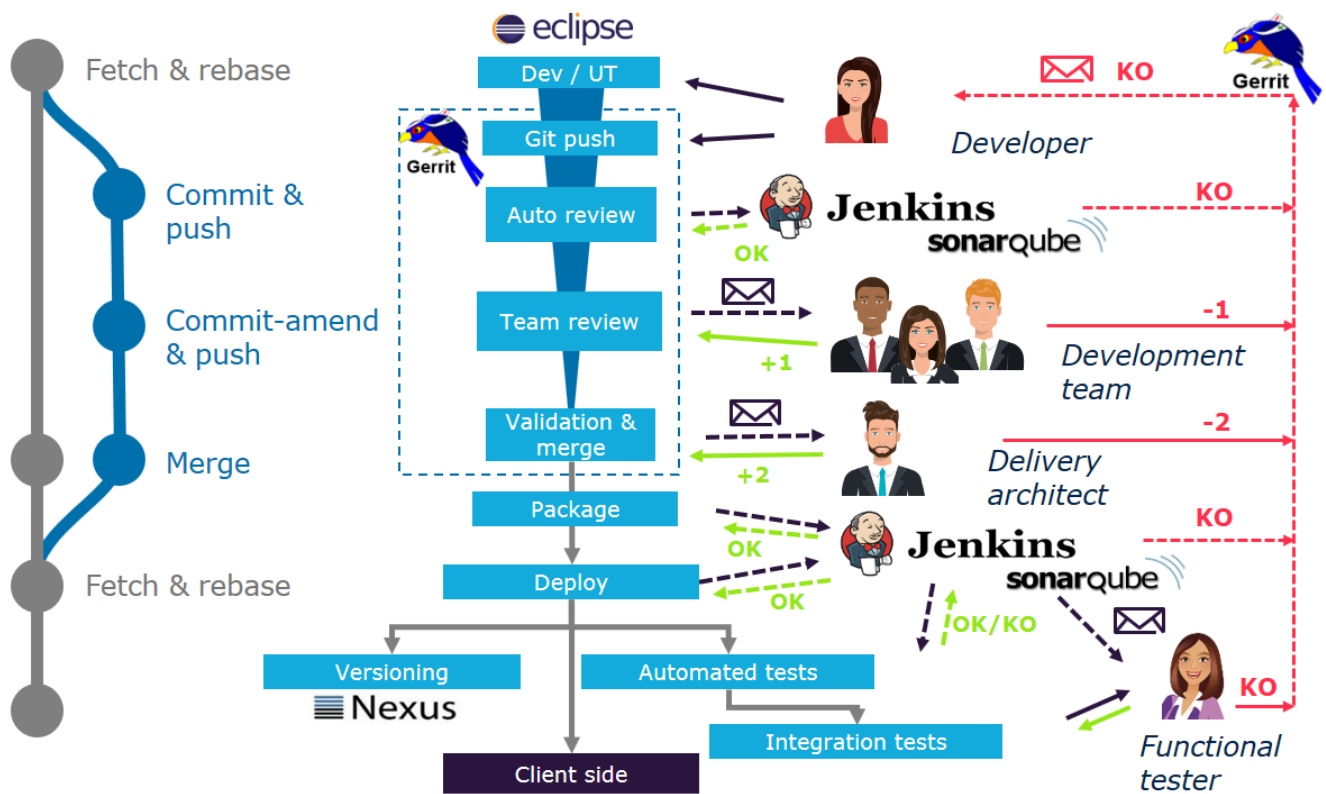 eclipse
Fetch & rebase
Dev / UT
KO
Gerrit
Git push
Developer
Gerrit
Commit &
push
Auto review
Jenkins
sonarqube
KO
OK
Commit-amend
& push
Team review
+1
-1
Development
team
Merge
Validation &
merge
+2
-2
Delivery
architect
Package
OK
Jenkins
sonarqube
KO
Fetch & rebase
Deploy
OK
OK/KO
Versioning
Nexus
Automated tests
KO
Integration tests
Functional
tester
Client side